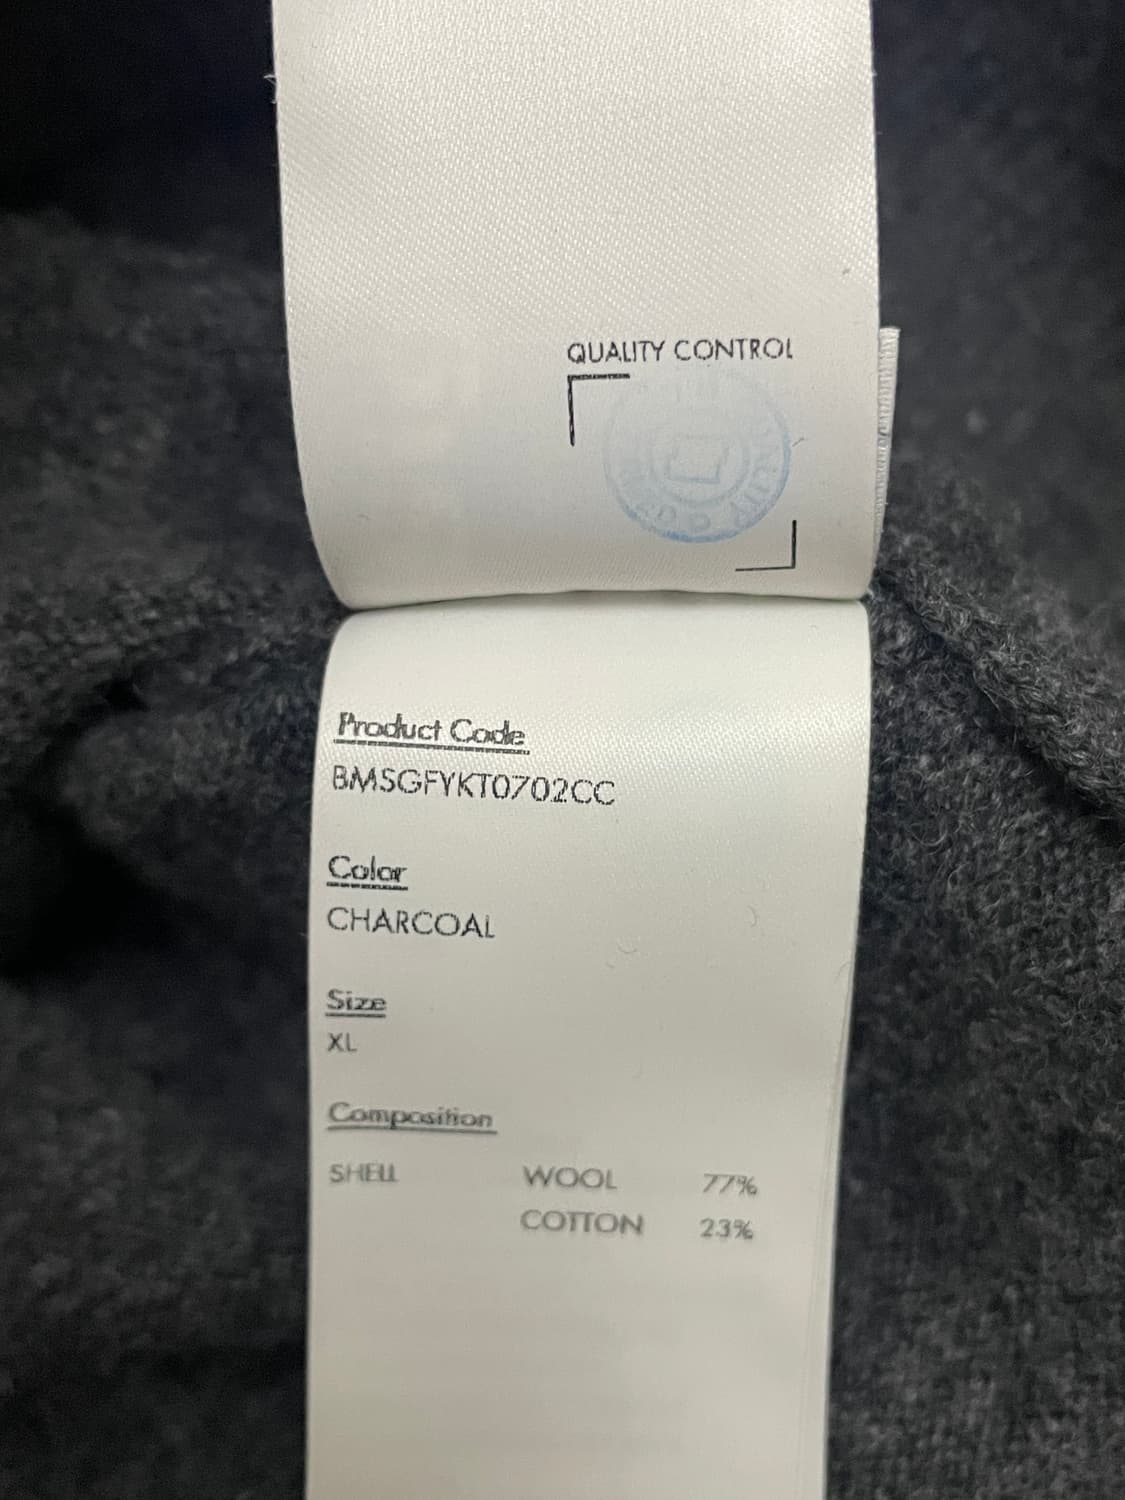 QUALITY CONTROL
Product Code
BMSGFYKT0702CC
Color
CHARCOAL
Size
XL
Composition
SHELL WOOL 77%
COTTON 23%